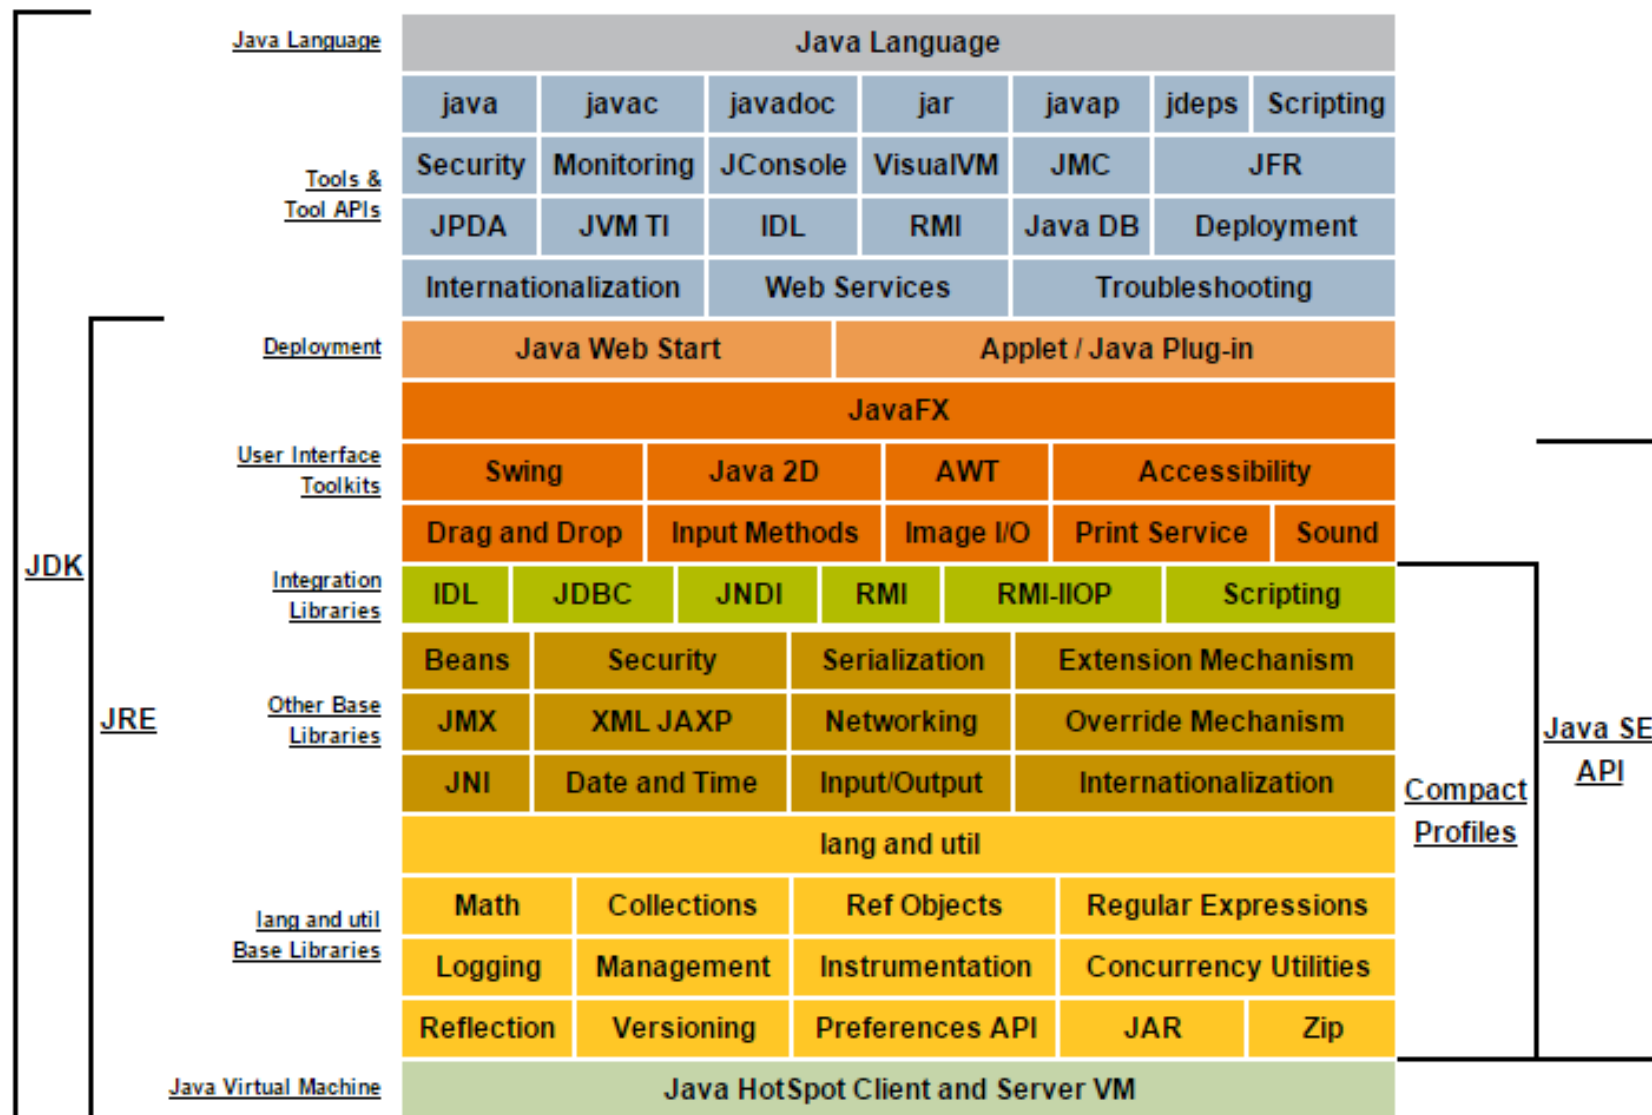 Java Language
Java Language
java javac javadoc jar javap jdeps Scripting
Tools &
Tool APIs
Security Monitoring JConsole VisualVM JMC JFR
JPDA JVM TI IDL RMI Java DB Deployment
Internationalization Web Services Troubleshooting
Deployment
Java Web Start Applet / Java Plug-in
JavaFX
User Interface
Toolkits
Swing Java 2D AWT Accessibility
Drag and Drop Input Methods Image I/O Print Service Sound
JDK
Integration
Libraries
IDL JDBC JNDI RMI RMI-IIOP Scripting
Beans Security Serialization Extension Mechanism
JRE
Other Base
Libraries
JMX XML JAXP Networking Override Mechanism
Java SE
API
JNI Date and Time Input/Output Internationalization
Compact
Profiles
lang and util
lang and util
Base Libraries
Math Collections Ref Objects Regular Expressions
Logging Management Instrumentation Concurrency Utilities
Reflection Versioning Preferences API JAR Zip
Java Virtual Machine
Java HotSpot Client and Server VM